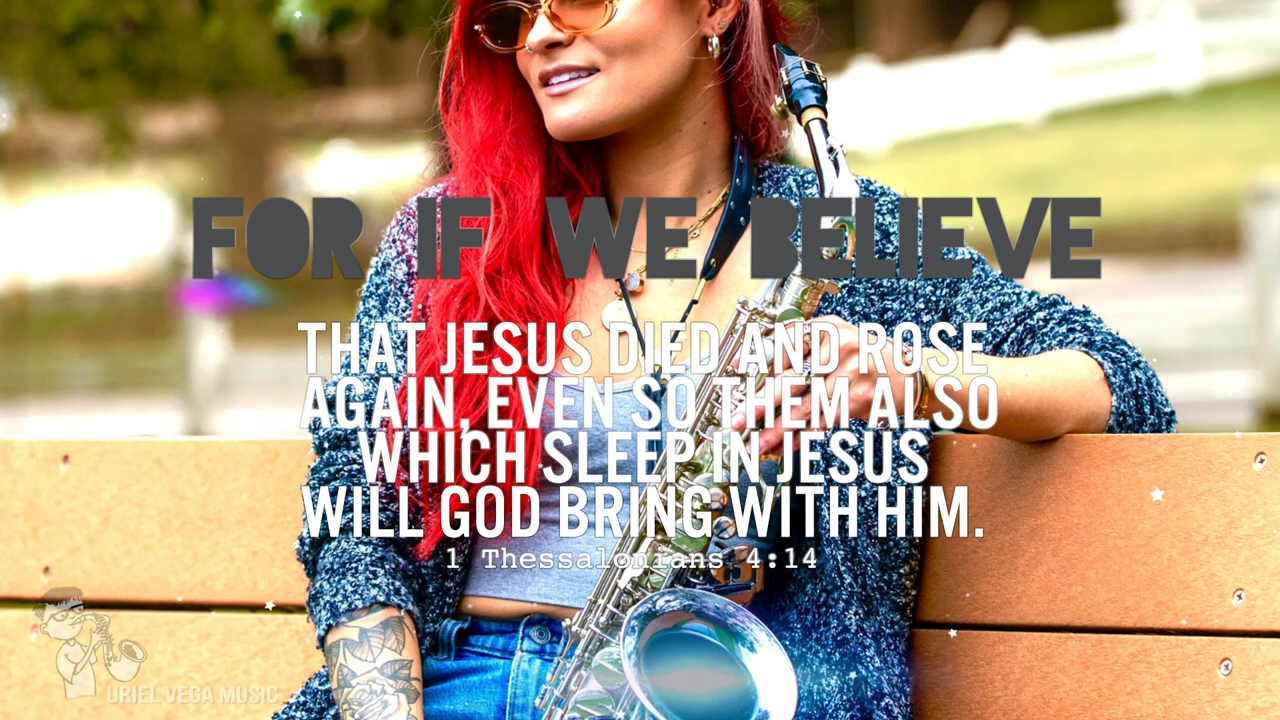 FOR IF WE BELIEVE
THAT JESUS DIED AND ROSE
AGAIN, EVEN SO THEM ALSO
WHICH SLEEP IN JESUS
WILL GOD BRING WITH HIM.
1 Thessalonians 4:14
URIEL VEGA MUSIC